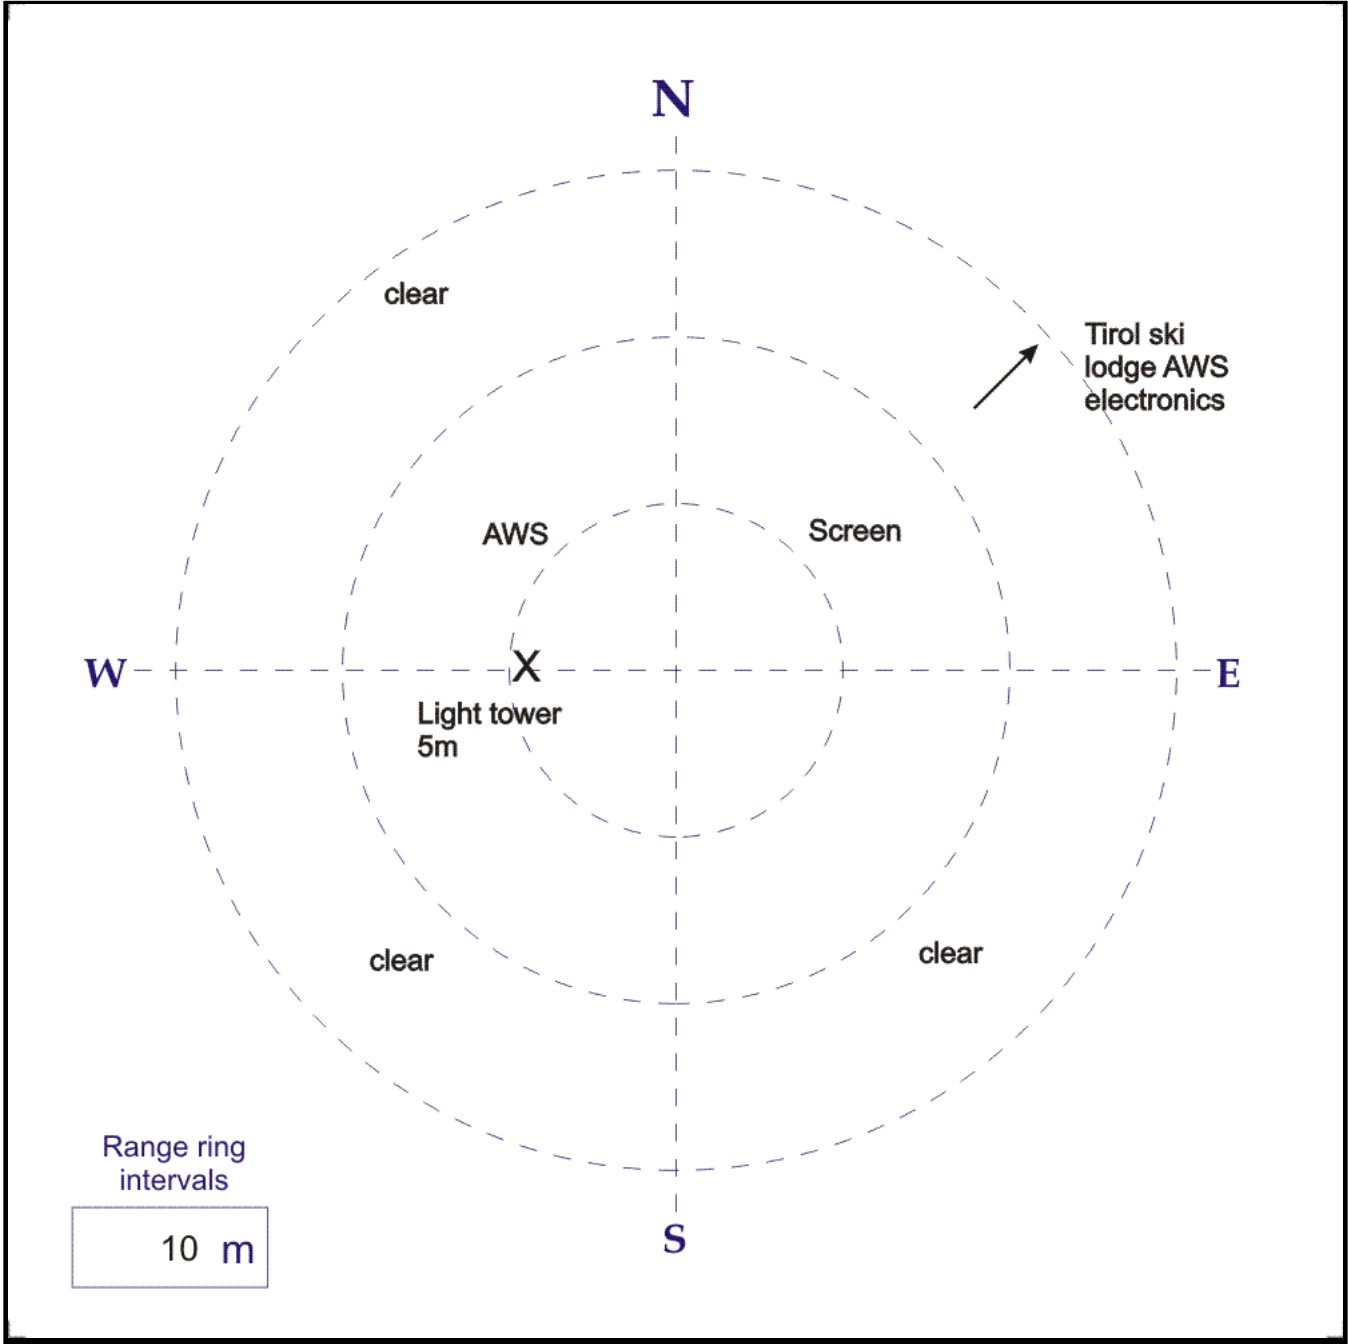 N
clear
Tirol ski
lodge AWS
electronics
AWS
Screen
W
X
E
Light tower
5m
clear
clear
Range ring
intervals
10 m
S